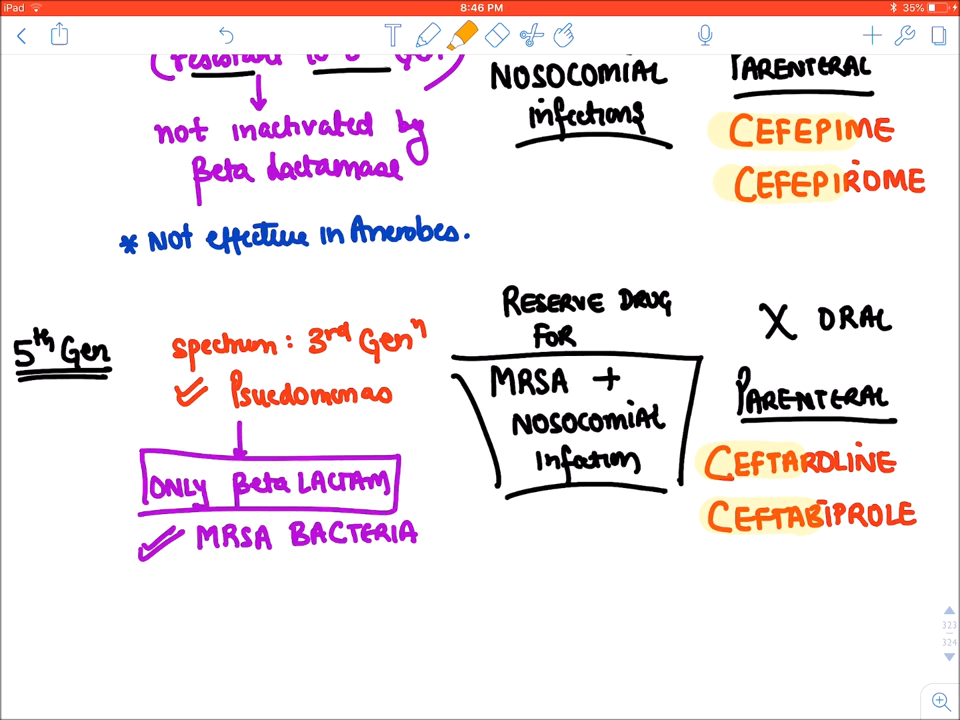 iPad
8:46 PM
35%
T
not inactivated by
Beta lactamase
* Not effective in Anerobes.
NOSOCOMIAL
infections
PARENTERAL
CEFEPIME
CEFEPIROME
5th Gen
spectrum: 3rd Genn
Psuedomonas
ONLY Beta LACTAM
MRSA BACTERIA
RESERVE DRUG
FOR
MRSA +
NOSOCOMIAL
X ORAL
PARENTERAL
CEFTAROLINE
CEFTABIPROLE
323
324